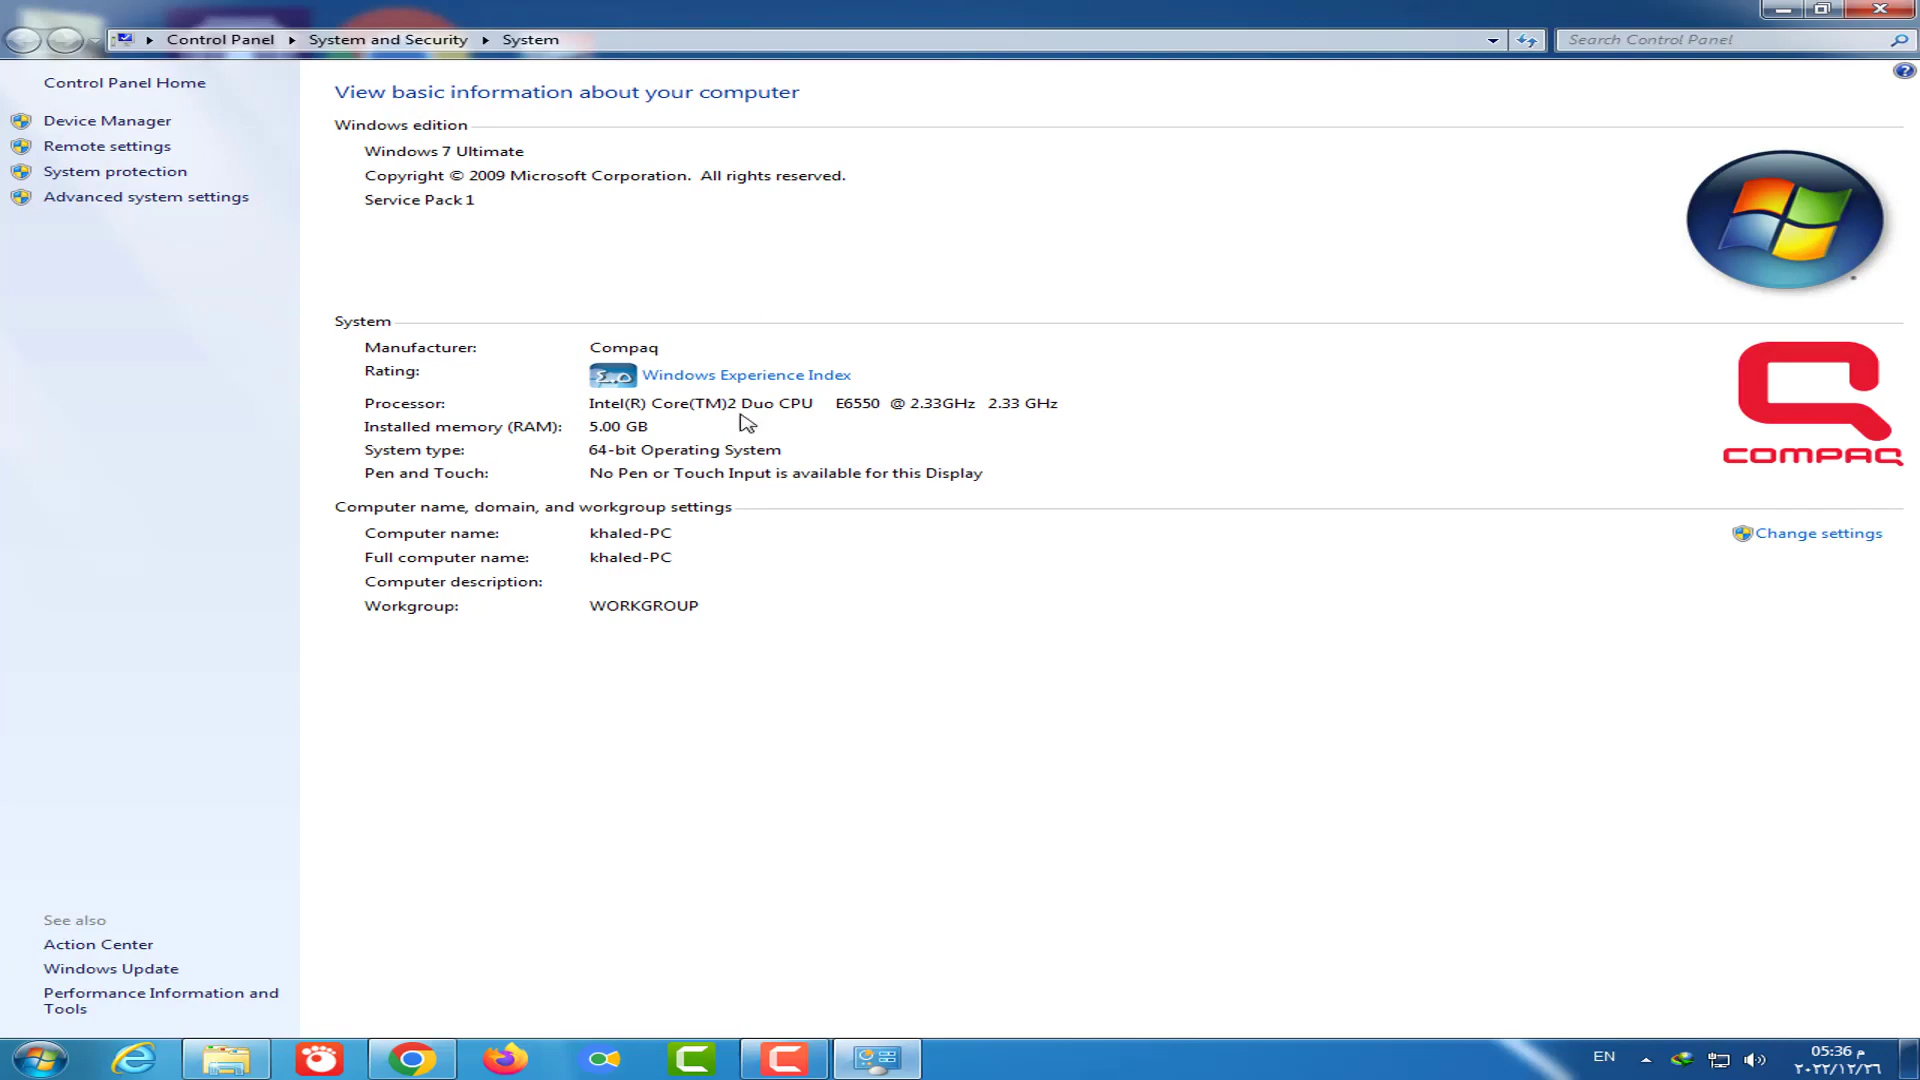 Control Panel ▸ System and Security ▸ System
Search Control Panel
Control Panel Home
Device Manager
Remote settings
System protection
Advanced system settings
View basic information about your computer
Windows edition
Windows 7 Ultimate
Copyright © 2009 Microsoft Corporation.  All rights reserved.
Service Pack 1
System
Manufacturer: Compaq
Rating: ٤.٥ Windows Experience Index
Processor: Intel(R) Core(TM)2 Duo CPU E6550 @ 2.33GHz 2.33 GHz
Installed memory (RAM): 5.00 GB
System type: 64-bit Operating System
Pen and Touch: No Pen or Touch Input is available for this Display
COMPAQ
Computer name, domain, and workgroup settings
Computer name: khaled-PC
Change settings
Full computer name: khaled-PC
Computer description:
Workgroup: WORKGROUP
See also
Action Center
Windows Update
Performance Information and
Tools
EN
05:36 م
٢٠٢٢/١٢/٢٦